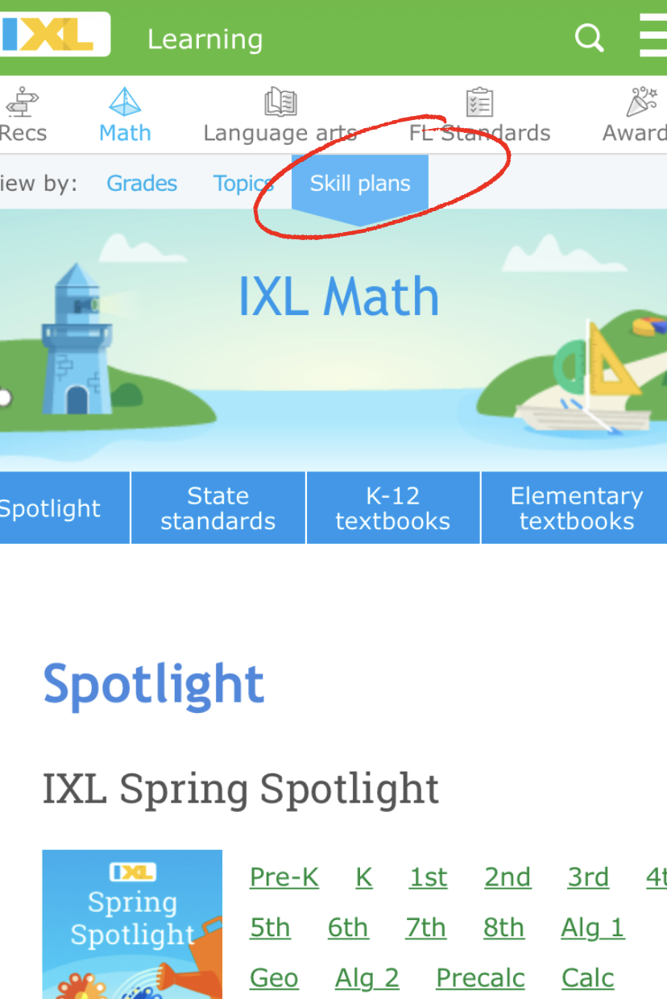 IXL Learning
Recs Math Language arts FL Standards Award
iew by: Grades Topics Skill plans
IXL Math
Spotlight State standards K-12 textbooks Elementary textbooks
Spotlight
IXL Spring Spotlight
IXL
Spring
Spotlight
Pre-K K 1st 2nd 3rd 4t
5th 6th 7th 8th Alg 1
Geo Alg 2 Precalc Calc